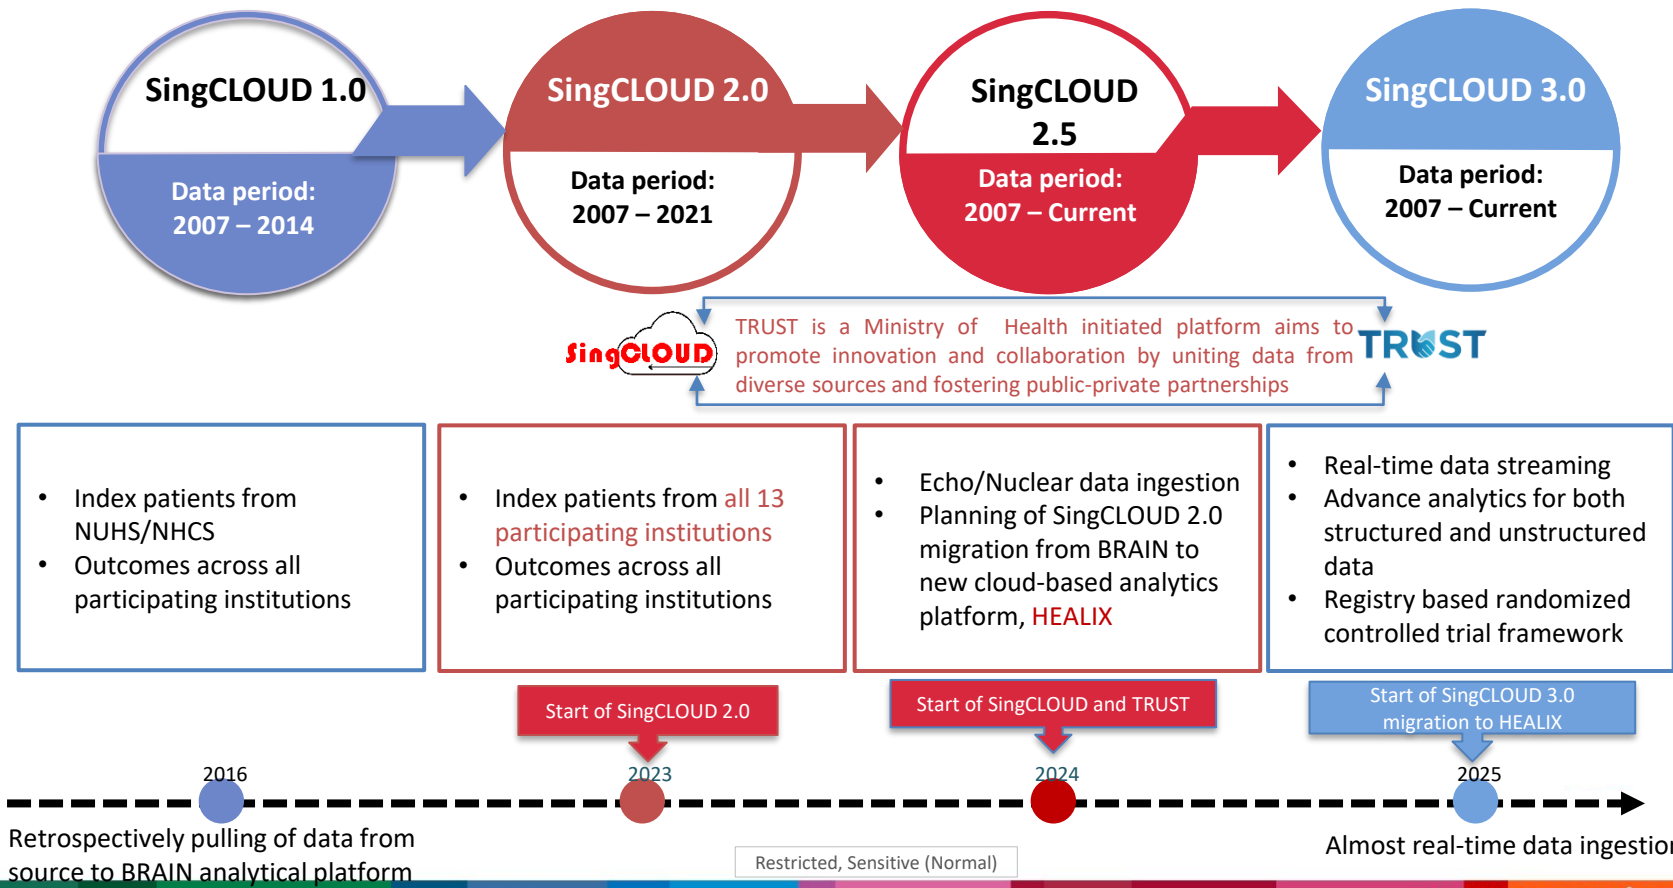 SingCLOUD 1.0
Data period:
2007 – 2014
SingCLOUD 2.0
Data period:
2007 – 2021
SingCLOUD
2.5
Data period:
2007 – Current
SingCLOUD 3.0
Data period:
2007 – Current
SingCLOUD
TRUST is a Ministry of Health initiated platform aims to
promote innovation and collaboration by uniting data from
diverse sources and fostering public-private partnerships
TRUST
• Index patients from
NUHS/NHCS
• Outcomes across all
participating institutions
• Index patients from all 13
participating institutions
• Outcomes across all
participating institutions
• Echo/Nuclear data ingestion
• Planning of SingCLOUD 2.0
migration from BRAIN to
new cloud-based analytics
platform, HEALIX
• Real-time data streaming
• Advance analytics for both
structured and unstructured
data
• Registry based randomized
controlled trial framework
Start of SingCLOUD 2.0
Start of SingCLOUD and TRUST
Start of SingCLOUD 3.0
migration to HEALIX
2016
2023
2024
2025
Retrospectively pulling of data from
source to BRAIN analytical platform
Almost real-time data ingestion
Restricted, Sensitive (Normal)